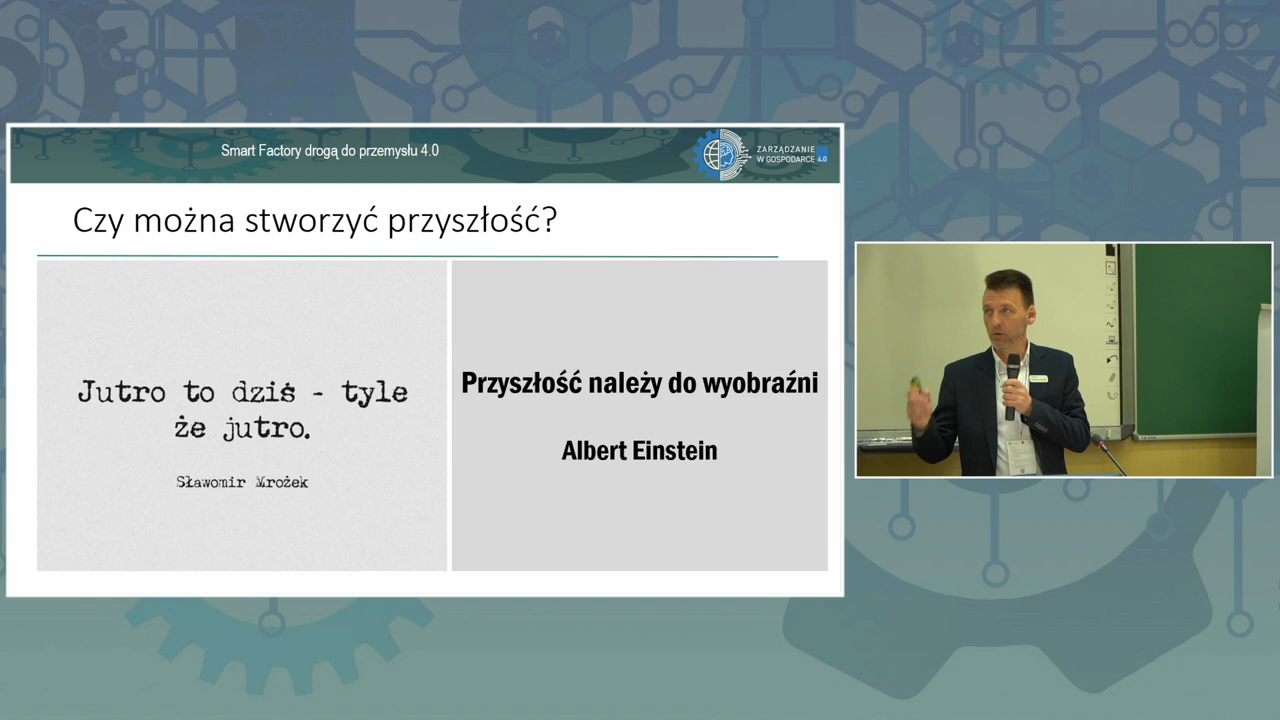 Smart Factory drogą do przemysłu 4.0
ZARZĄDZANIE
W GOSPODARCE 4.0
Czy można stworzyć przyszłość?
Jutro to dziś - tyle
że jutro.
Sławomir Mrożek
Przyszłość należy do wyobraźni
Albert Einstein